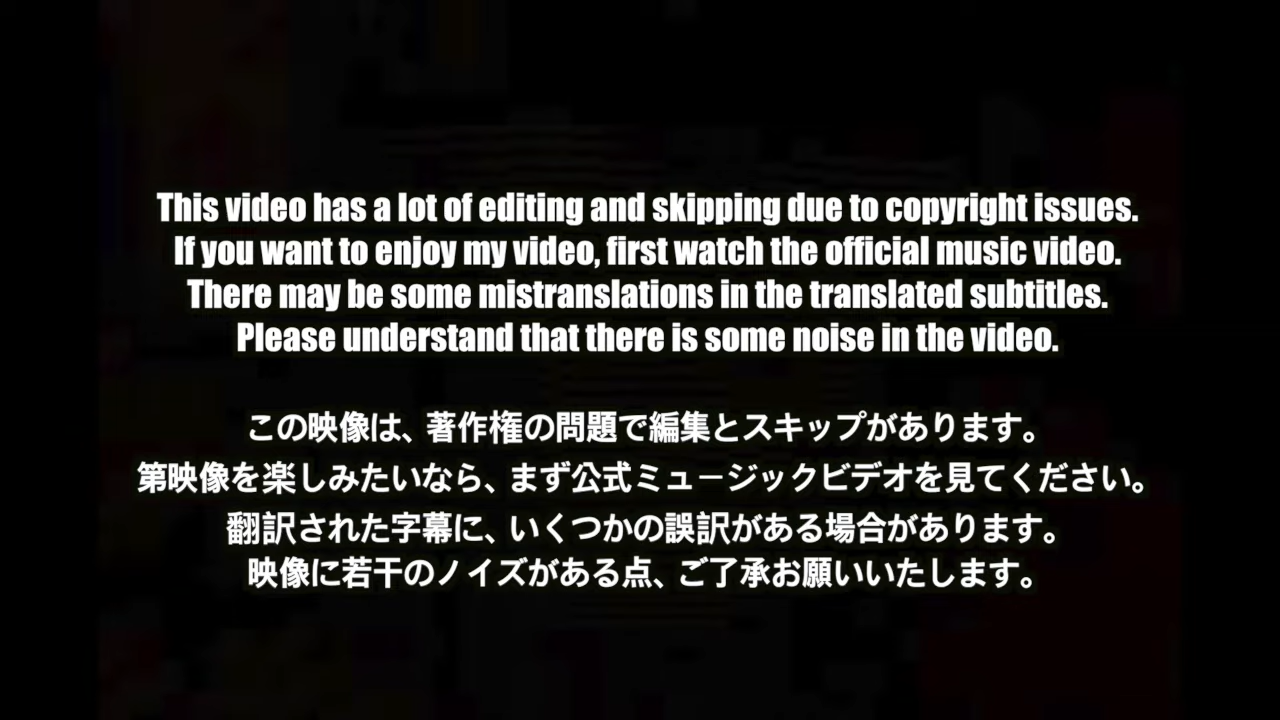 This video has a lot of editing and skipping due to copyright issues.
If you want to enjoy my video, first watch the official music video.
There may be some mistranslations in the translated subtitles.
Please understand that there is some noise in the video.
この映像は、著作権の問題で編集とスキップがあります。
第映像を楽しみたいなら、まず公式ミュージックビデオを見てください。
翻訳された字幕に、いくつかの誤訳がある場合があります。
映像に若干のノイズがある点、ご了承お願いいたします。